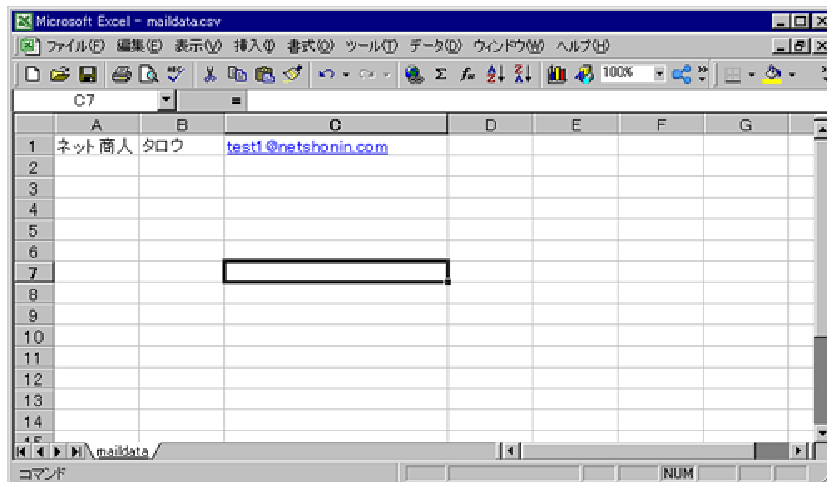 Microsoft Excel - maildata.csv
ファイル(F) 編集(E) 表示(V) 挿入(I) 書式(O) ツール(T) データ(D) ウィンドウ(W) ヘルプ(H)
100%
C7 =
A B C D E F G
1 ネット商人 タロウ test1@netshonin.com
2
3
4
5
6
7
8
9
10
11
12
13
14
15
maildata
コマンド NUM